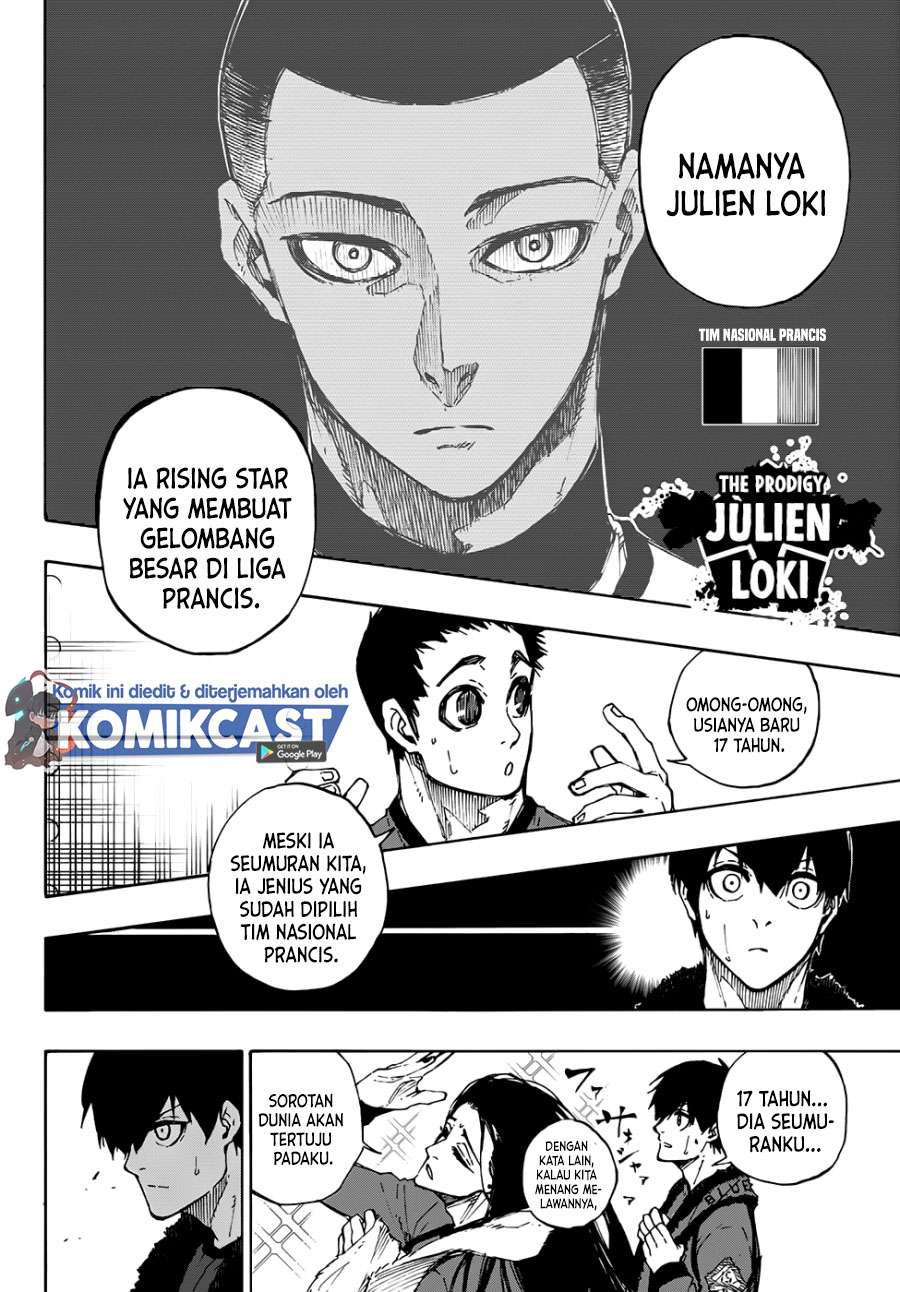 NAMANYA
JULIEN LOKI
TIM NASIONAL PRANCIS
THE PRODIGY
JULIEN
LOKI
IA RISING STAR
YANG MEMBUAT
GELOMBANG
BESAR DI LIGA
PRANCIS.
Komik ini diedit & diterjemahkan oleh
KOMIKCAST
GET IT ON
Google Play
OMONG-OMONG,
USIANYA BARU
17 TAHUN.
MESKI IA
SEUMURAN KITA,
IA JENIUS YANG
SUDAH DIPILIH
TIM NASIONAL
PRANCIS.
17 TAHUN...
DIA SEUMU-
RANKU...
DENGAN
KATA LAIN,
KALAU KITA
MENANG ME-
LAWANNYA,
SOROTAN
DUNIA AKAN
TERTUJU
PADAKU.
BLUE